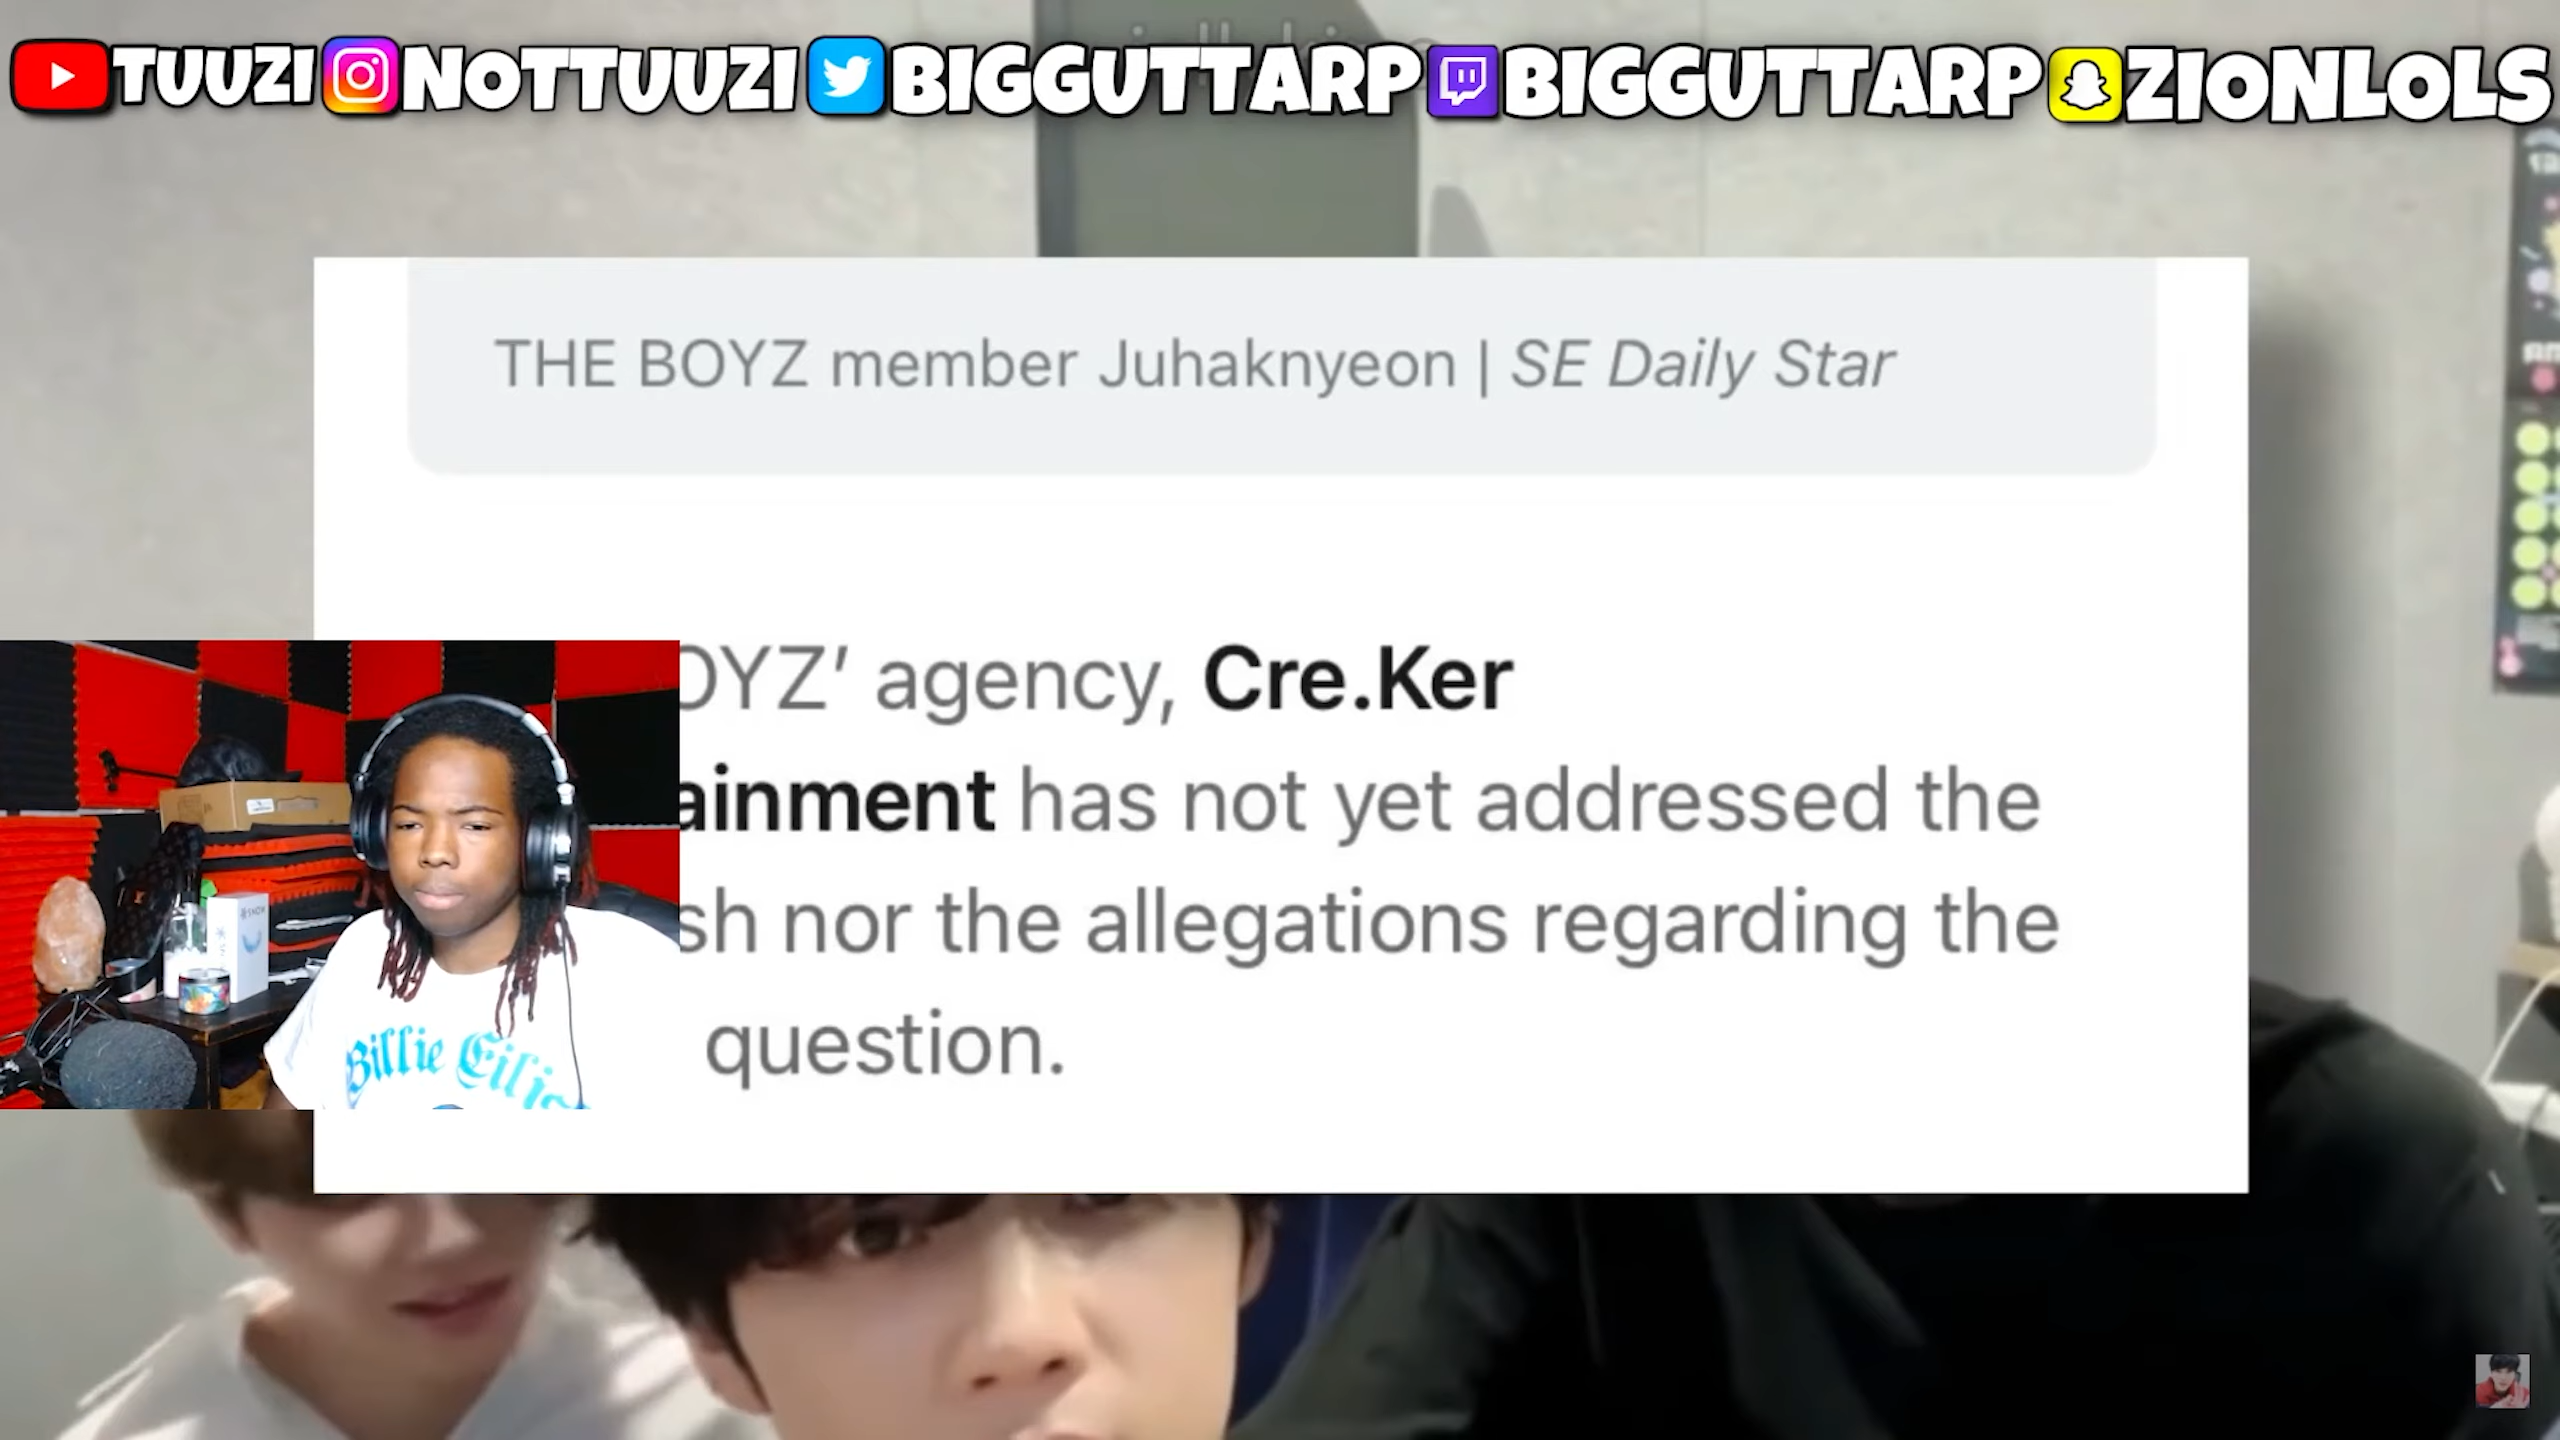 TUUZI NOTTUUZI BIGGUTTARP BIGGUTTARP ZIONLOLS
THE BOYZ member Juhaknyeon | SE Daily Star
OYZ’ agency, Cre.Ker
ainment has not yet addressed the
sh nor the allegations regarding the
question.
Billie Eilis